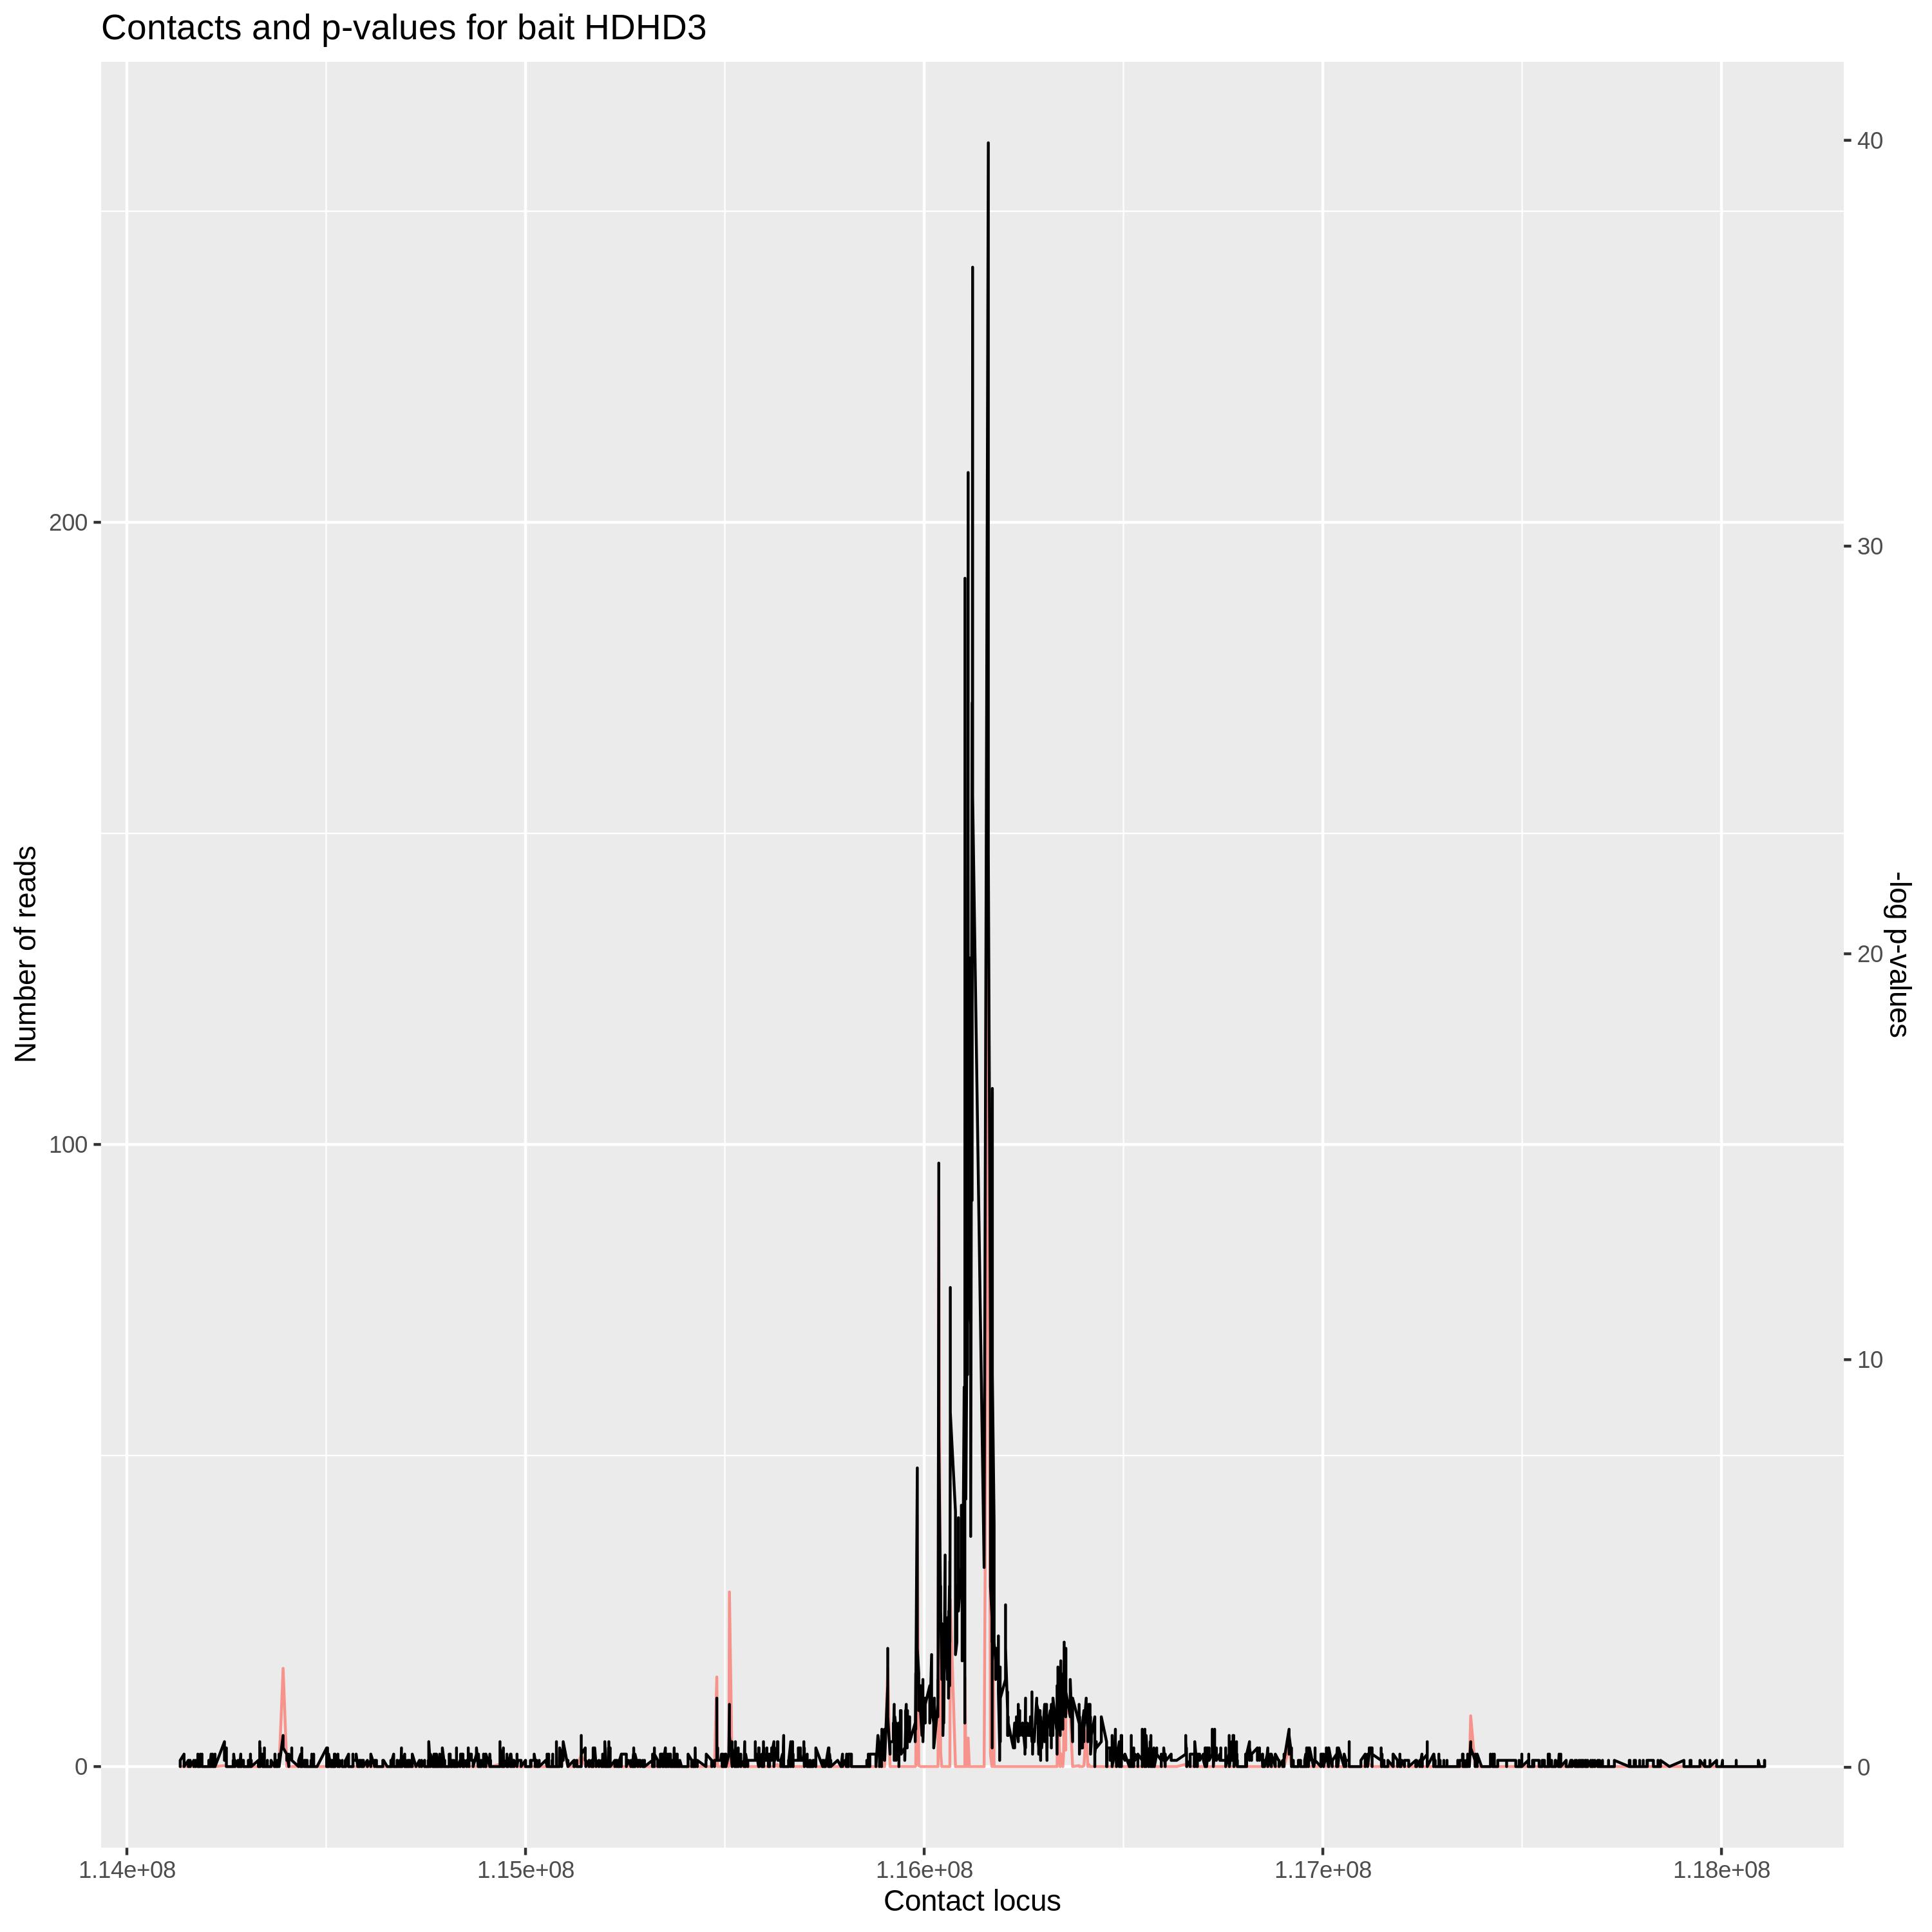 Contacts and p-values for bait HDHD3
Number of reads
200
100
0
40
30
20
10
0
-log p-values
1.14e+08
1.15e+08
1.16e+08
1.17e+08
1.18e+08
Contact locus